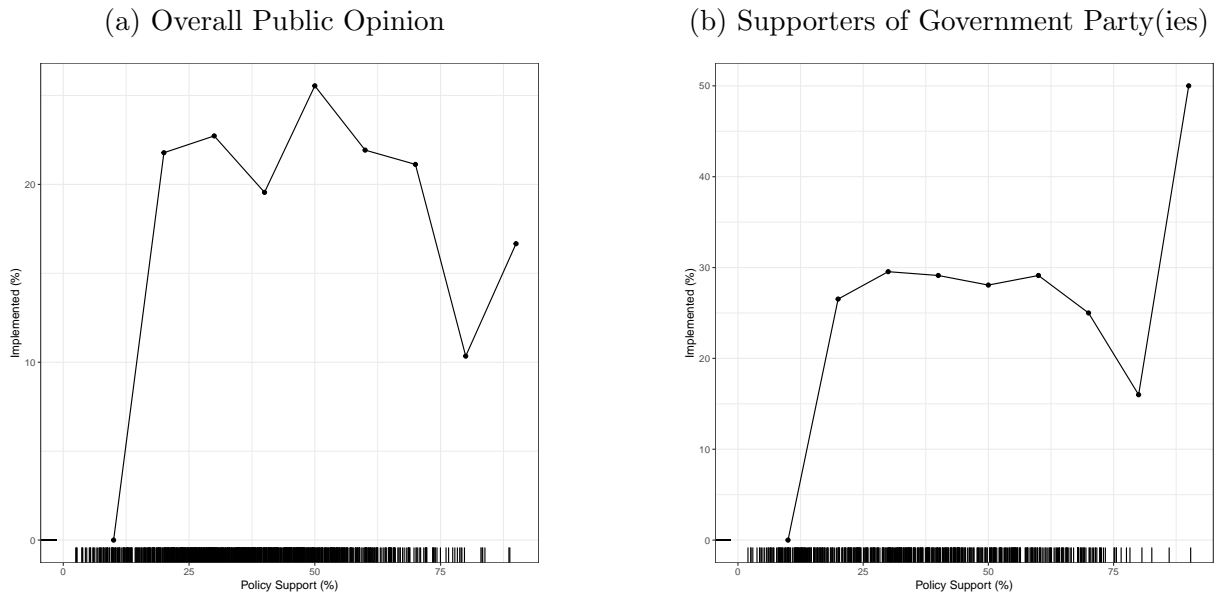 (a) Overall Public Opinion
Implemented (%)
20
10
0
0
25
50
75
Policy Support (%)
(b) Supporters of Government Party(ies)
Implemented (%)
50
40
30
20
10
0
0
25
50
75
Policy Support (%)